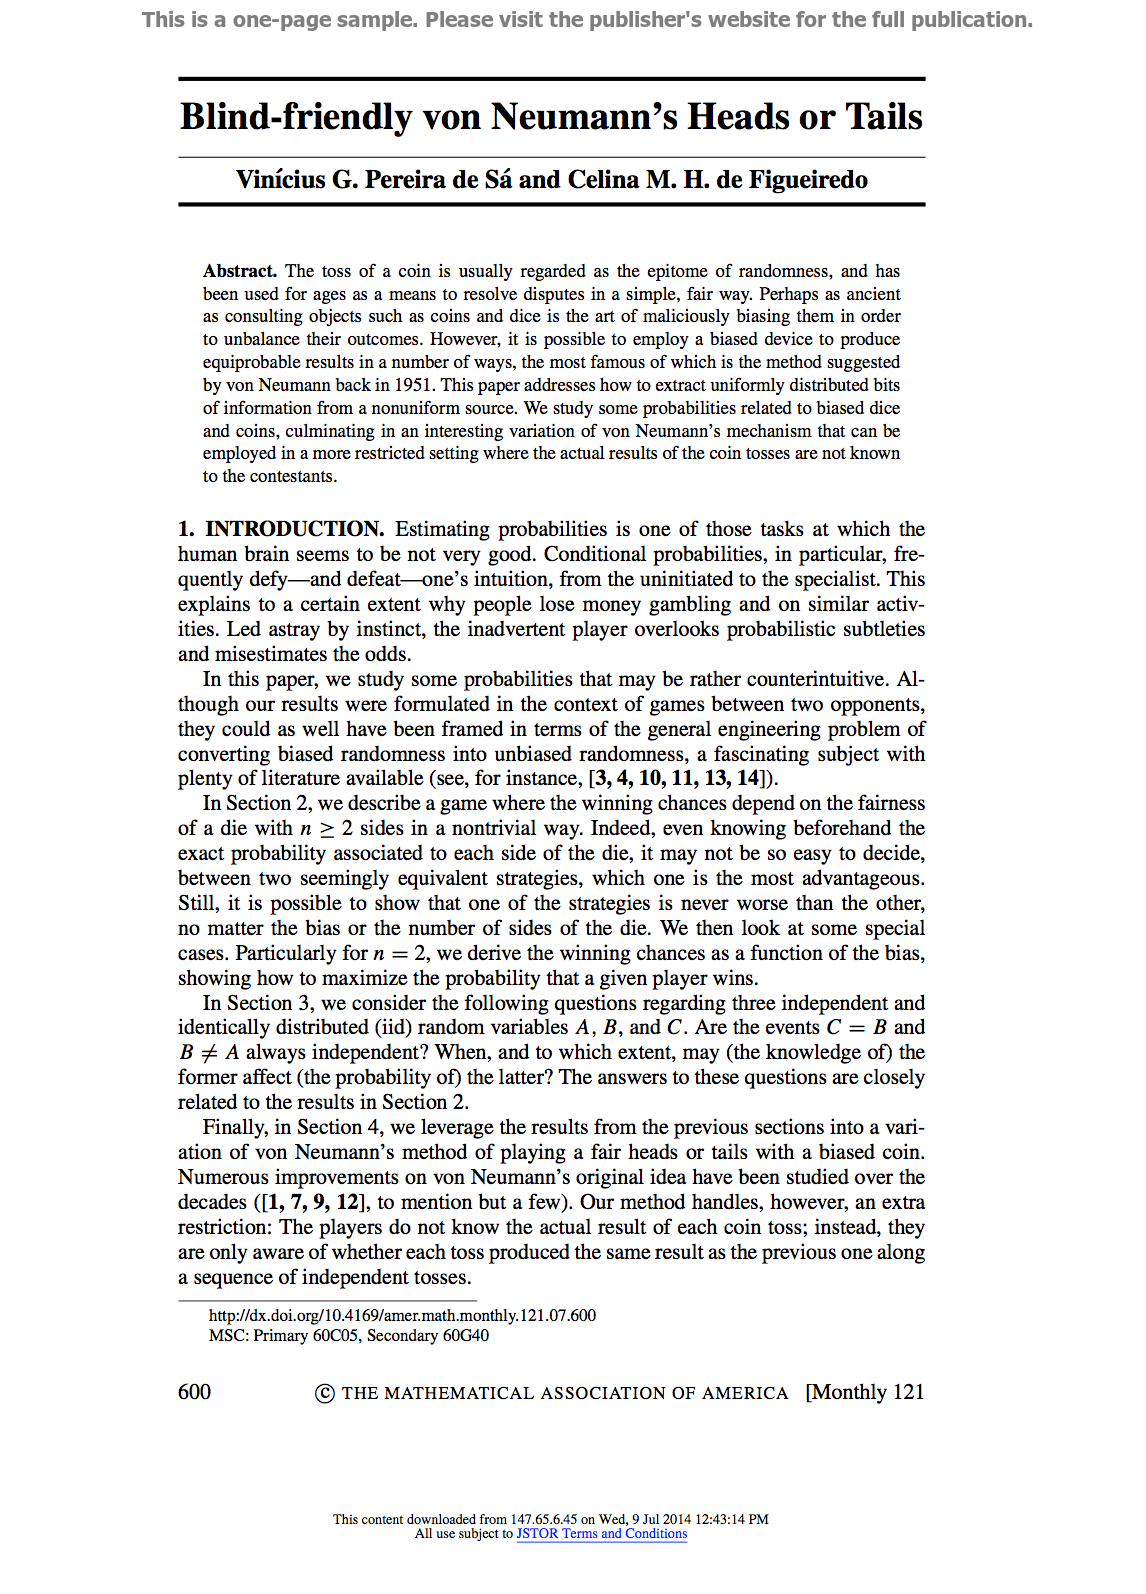 This is a one-page sample. Please visit the publisher's website for the full publication.
Blind-friendly von Neumann's Heads or Tails
Vinícius G. Pereira de Sá and Celina M. H. de Figueiredo
Abstract. The toss of a coin is usually regarded as the epitome of randomness, and has
been used for ages as a means to resolve disputes in a simple, fair way. Perhaps as ancient
as consulting objects such as coins and dice is the art of maliciously biasing them in order
to unbalance their outcomes. However, it is possible to employ a biased device to produce
equiprobable results in a number of ways, the most famous of which is the method suggested
by von Neumann back in 1951. This paper addresses how to extract uniformly distributed bits
of information from a nonuniform source. We study some probabilities related to biased dice
and coins, culminating in an interesting variation of von Neumann's mechanism that can be
employed in a more restricted setting where the actual results of the coin tosses are not known
to the contestants.
1. INTRODUCTION. Estimating probabilities is one of those tasks at which the
human brain seems to be not very good. Conditional probabilities, in particular, fre-
quently defy—and defeat—one's intuition, from the uninitiated to the specialist. This
explains to a certain extent why people lose money gambling and on similar activ-
ities. Led astray by instinct, the inadvertent player overlooks probabilistic subtleties
and misestimates the odds.
In this paper, we study some probabilities that may be rather counterintuitive. Al-
though our results were formulated in the context of games between two opponents,
they could as well have been framed in terms of the general engineering problem of
converting biased randomness into unbiased randomness, a fascinating subject with
plenty of literature available (see, for instance, [3, 4, 10, 11, 13, 14]).
In Section 2, we describe a game where the winning chances depend on the fairness
of a die with n ≥ 2 sides in a nontrivial way. Indeed, even knowing beforehand the
exact probability associated to each side of the die, it may not be so easy to decide,
between two seemingly equivalent strategies, which one is the most advantageous.
Still, it is possible to show that one of the strategies is never worse than the other,
no matter the bias or the number of sides of the die. We then look at some special
cases. Particularly for n = 2, we derive the winning chances as a function of the bias,
showing how to maximize the probability that a given player wins.
In Section 3, we consider the following questions regarding three independent and
identically distributed (iid) random variables A, B, and C. Are the events C = B and
B ≠ A always independent? When, and to which extent, may (the knowledge of) the
former affect (the probability of) the latter? The answers to these questions are closely
related to the results in Section 2.
Finally, in Section 4, we leverage the results from the previous sections into a vari-
ation of von Neumann's method of playing a fair heads or tails with a biased coin.
Numerous improvements on von Neumann's original idea have been studied over the
decades ([1, 7, 9, 12], to mention but a few). Our method handles, however, an extra
restriction: The players do not know the actual result of each coin toss; instead, they
are only aware of whether each toss produced the same result as the previous one along
a sequence of independent tosses.
http://dx.doi.org/10.4169/amer.math.monthly.121.07.600
MSC: Primary 60C05, Secondary 60G40
600 © THE MATHEMATICAL ASSOCIATION OF AMERICA [Monthly 121
This content downloaded from 147.65.6.45 on Wed, 9 Jul 2014 12:43:14 PM
All use subject to JSTOR Terms and Conditions